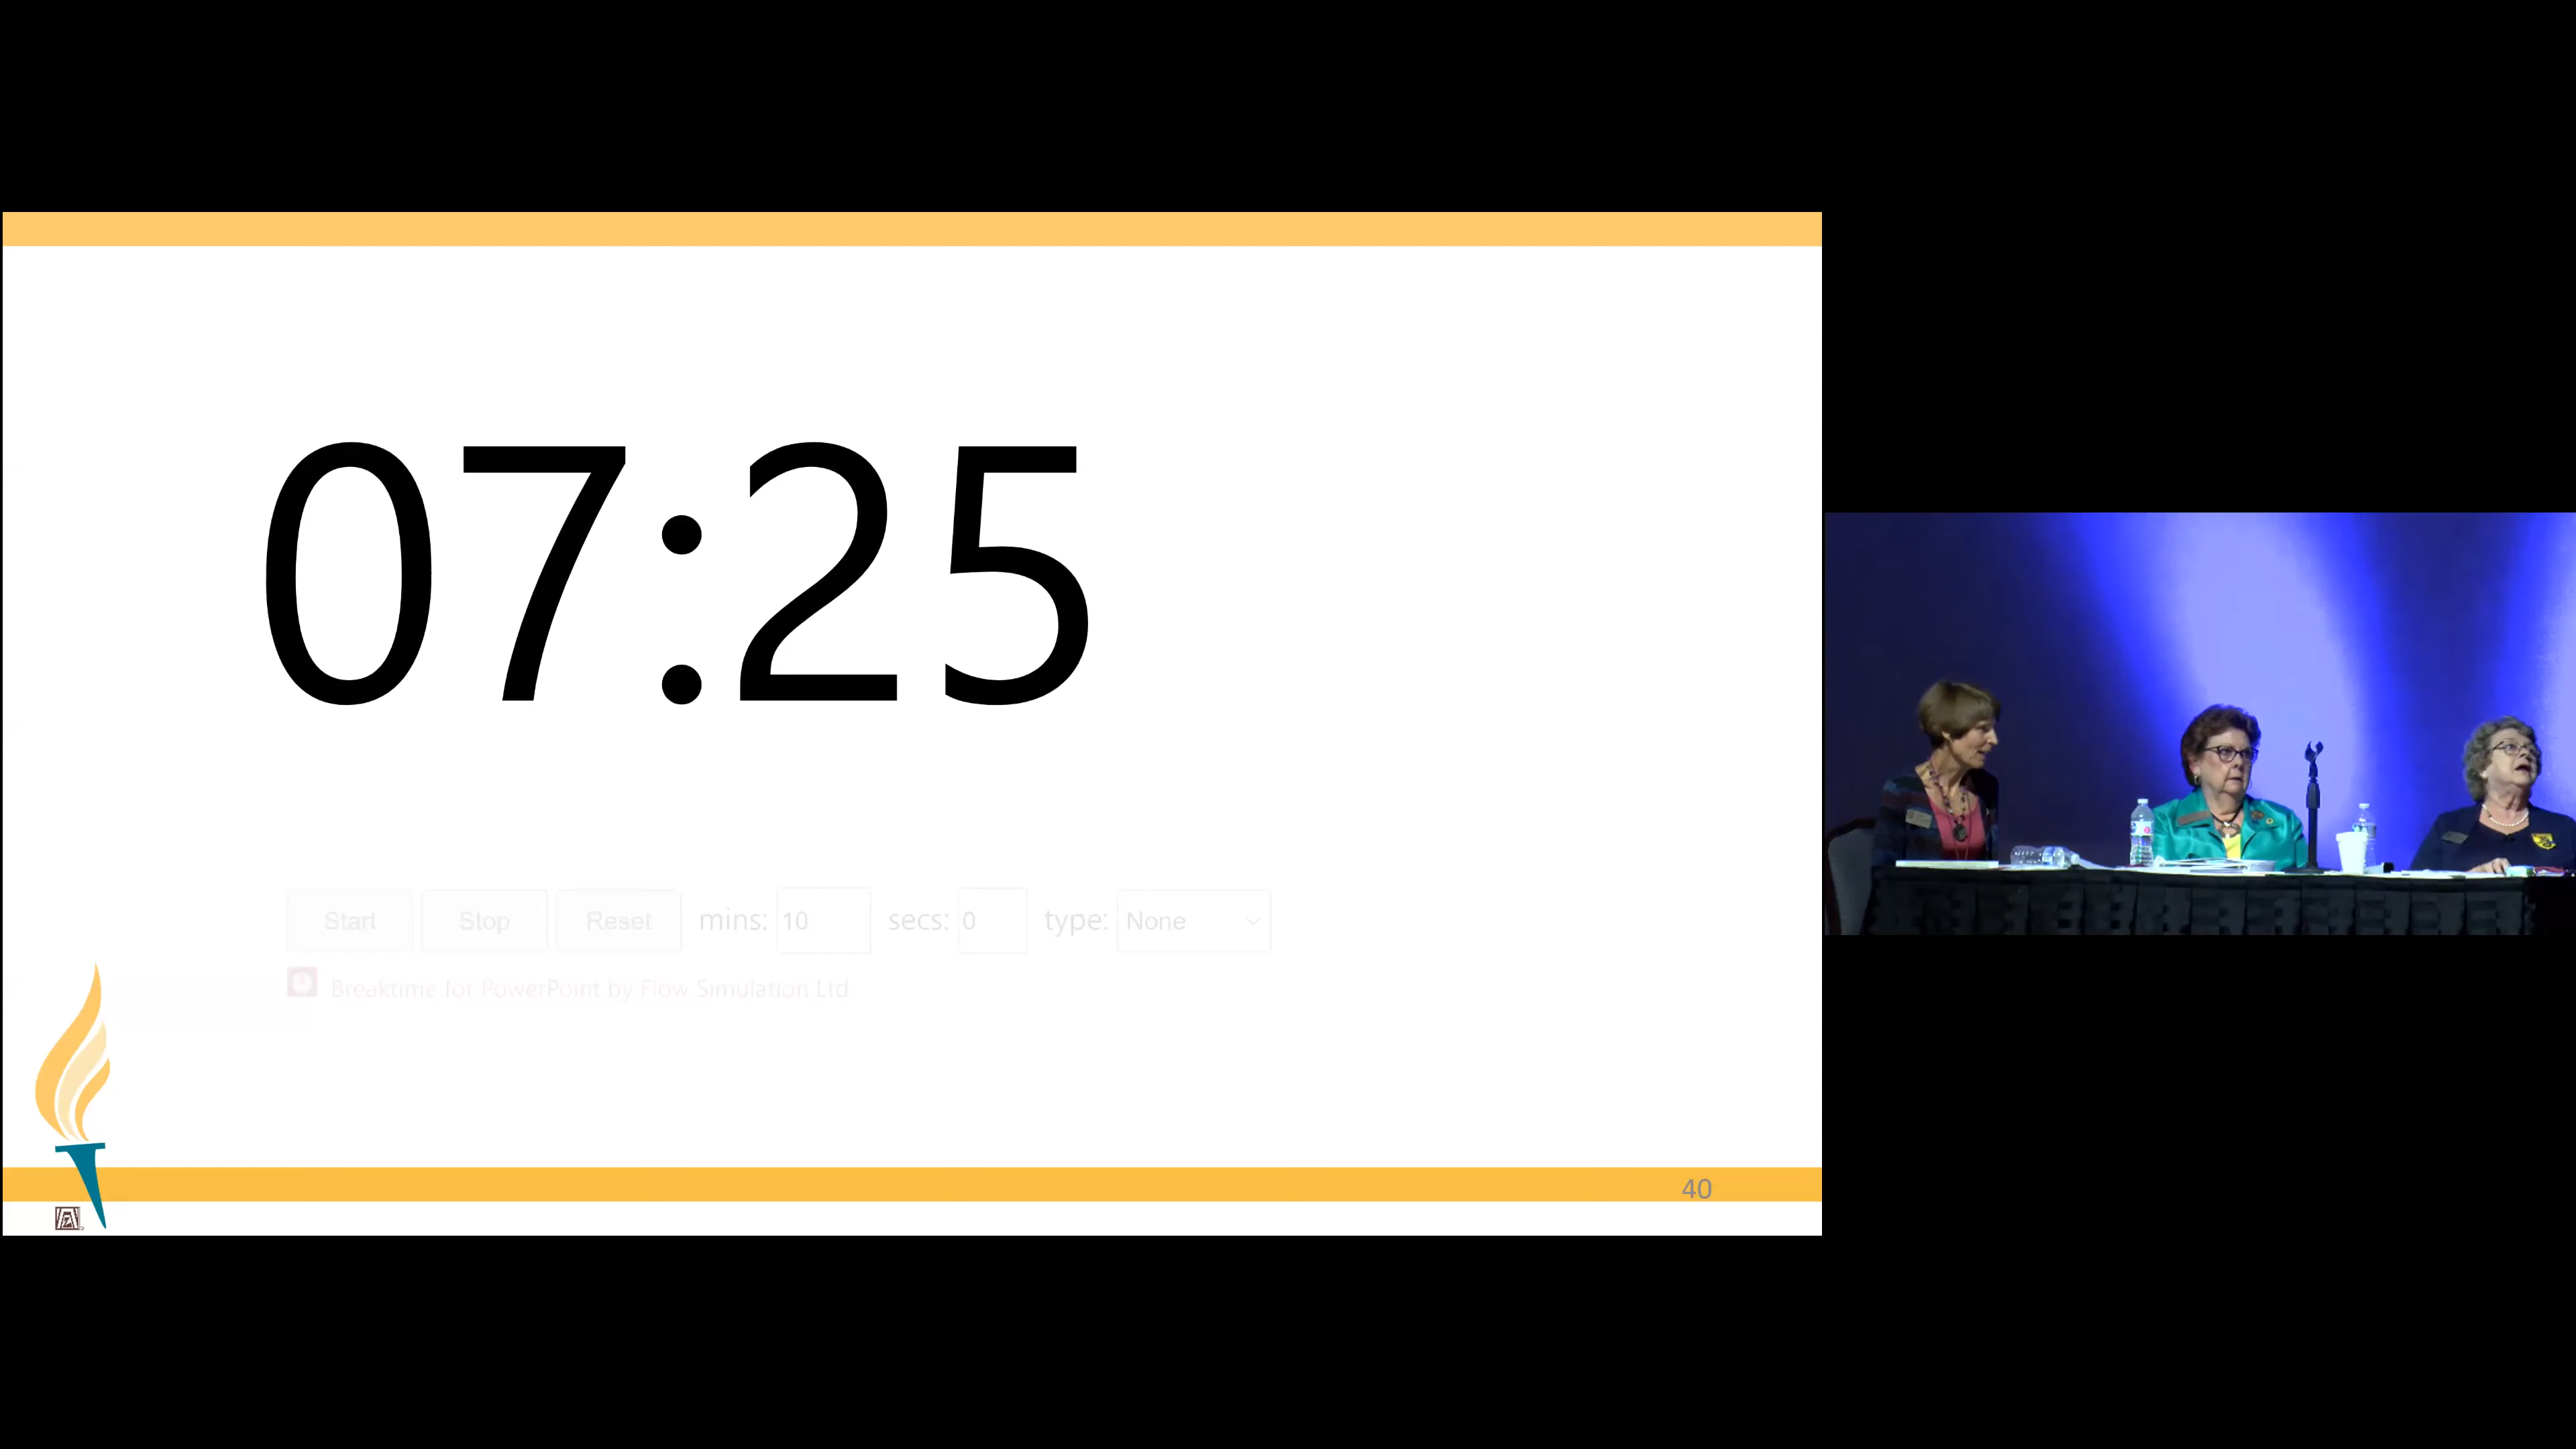 07:25
Start Stop Reset mins: 10 secs: 0 type: None
Breaktime for PowerPoint by Flow Simulation Ltd
40